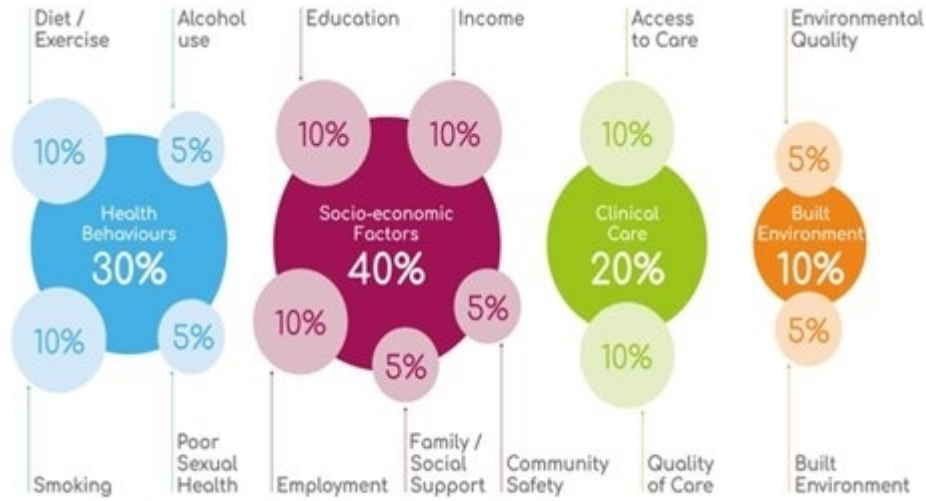 Diet /
Exercise
Alcohol
use
Education
Income
Access
to Care
Environmental
Quality
10%
5%
10%
10%
10%
5%
Health
Behaviours
30%
Socio-economic
Factors
40%
Clinical
Care
20%
Built
Environment
10%
10%
5%
10%
5%
5%
10%
5%
Smoking
Poor
Sexual
Health
Employment
Family /
Social
Support
Community
Safety
Quality
of Care
Built
Environment